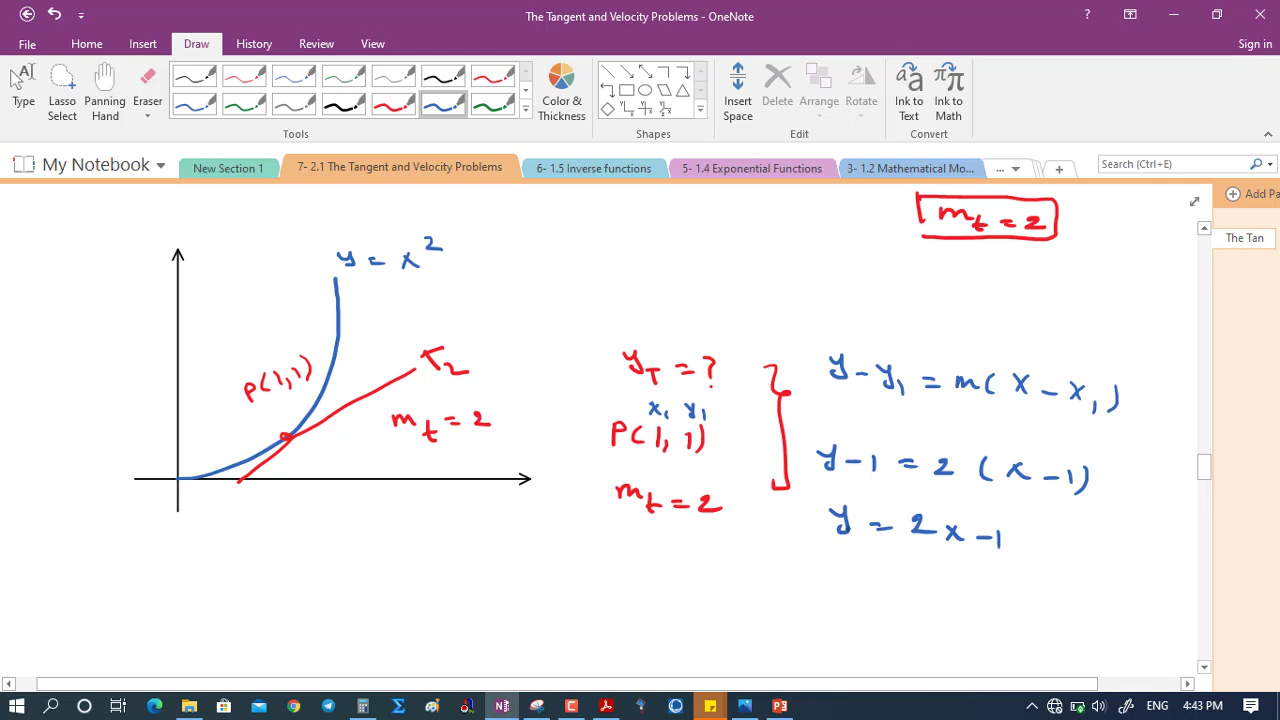 The Tangent and Velocity Problems - OneNote
File Home Insert Draw History Review View Sign in
Type Lasso Select Panning Hand Eraser Color & Thickness Insert Space Delete Arrange Rotate Ink to Text Ink to Math
Tools Shapes Edit Convert
My Notebook New Section 1 7- 2.1 The Tangent and Velocity Problems 6- 1.5 Inverse functions 5- 1.4 Exponential Functions 3- 1.2 Mathematical Mo... ... Search (Ctrl+E)
Add Pa
The Tan
m_t = 2
y = x^2
P(1,1)
m_t = 2
y_T = ?
x_1 y_1
P(1, 1)
m_t = 2
y - y_1 = m(x - x_1)
y - 1 = 2 (x - 1)
y = 2x - 1
ENG 4:43 PM